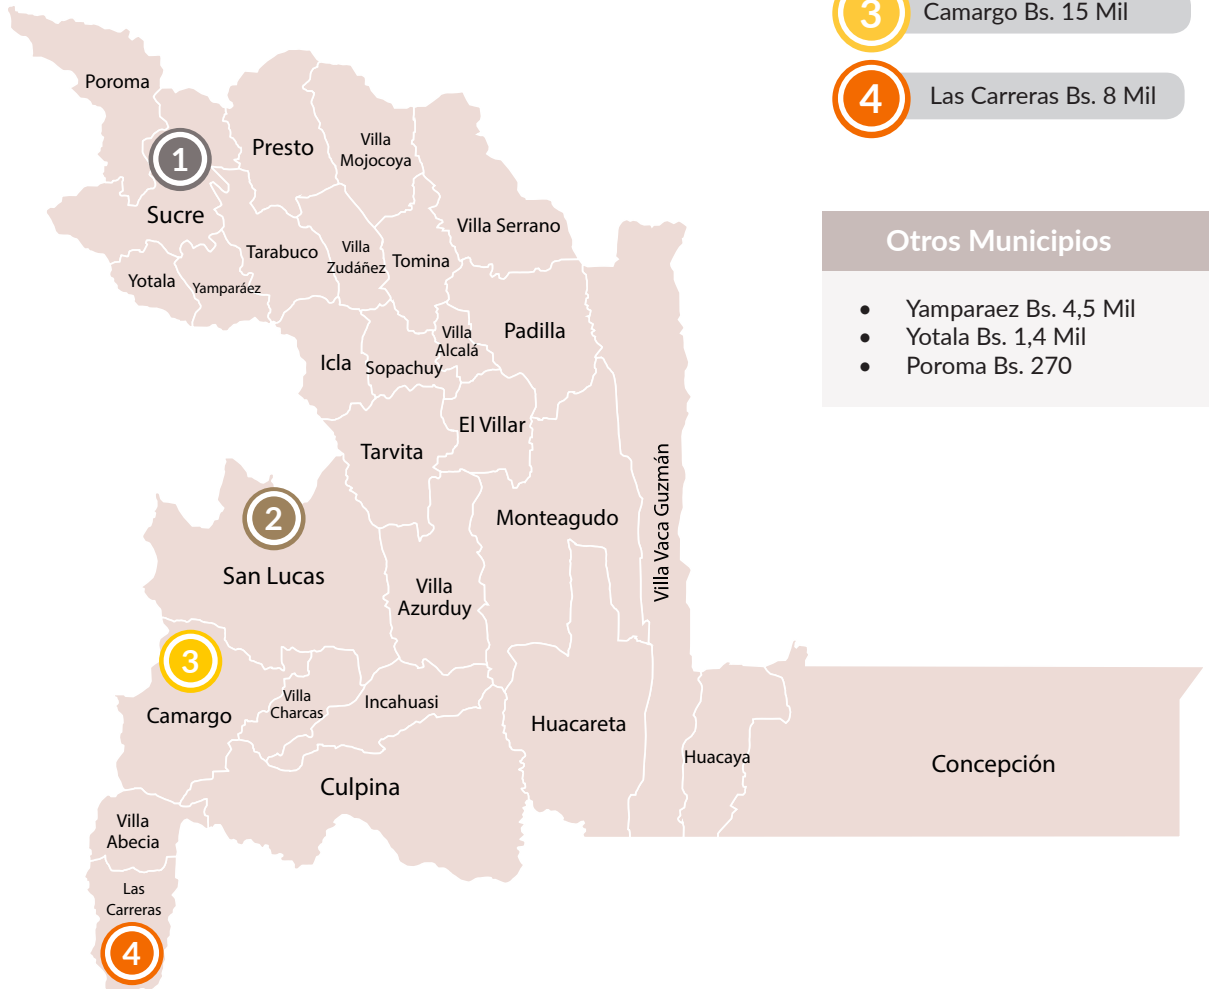 3
Camargo Bs. 15 Mil
4
Las Carreras Bs. 8 Mil
Otros Municipios
• Yamparaez Bs. 4,5 Mil
• Yotala Bs. 1,4 Mil
• Poroma Bs. 270
Poroma
1
Presto
Villa
Mojocoya
Sucre
Villa Serrano
Tarabuco
Villa
Zudáñez
Tomina
Yotala
Yamparáez
Icla
Sopachuy
Villa
Alcalá
Padilla
El Villar
Tarvita
2
San Lucas
Monteagudo
Villa Vaca Guzmán
Villa
Azurduy
3
Camargo
Villa
Charcas
Incahuasi
Huacareta
Huacaya
Concepción
Culpina
Villa
Abecia
Las
Carreras
4